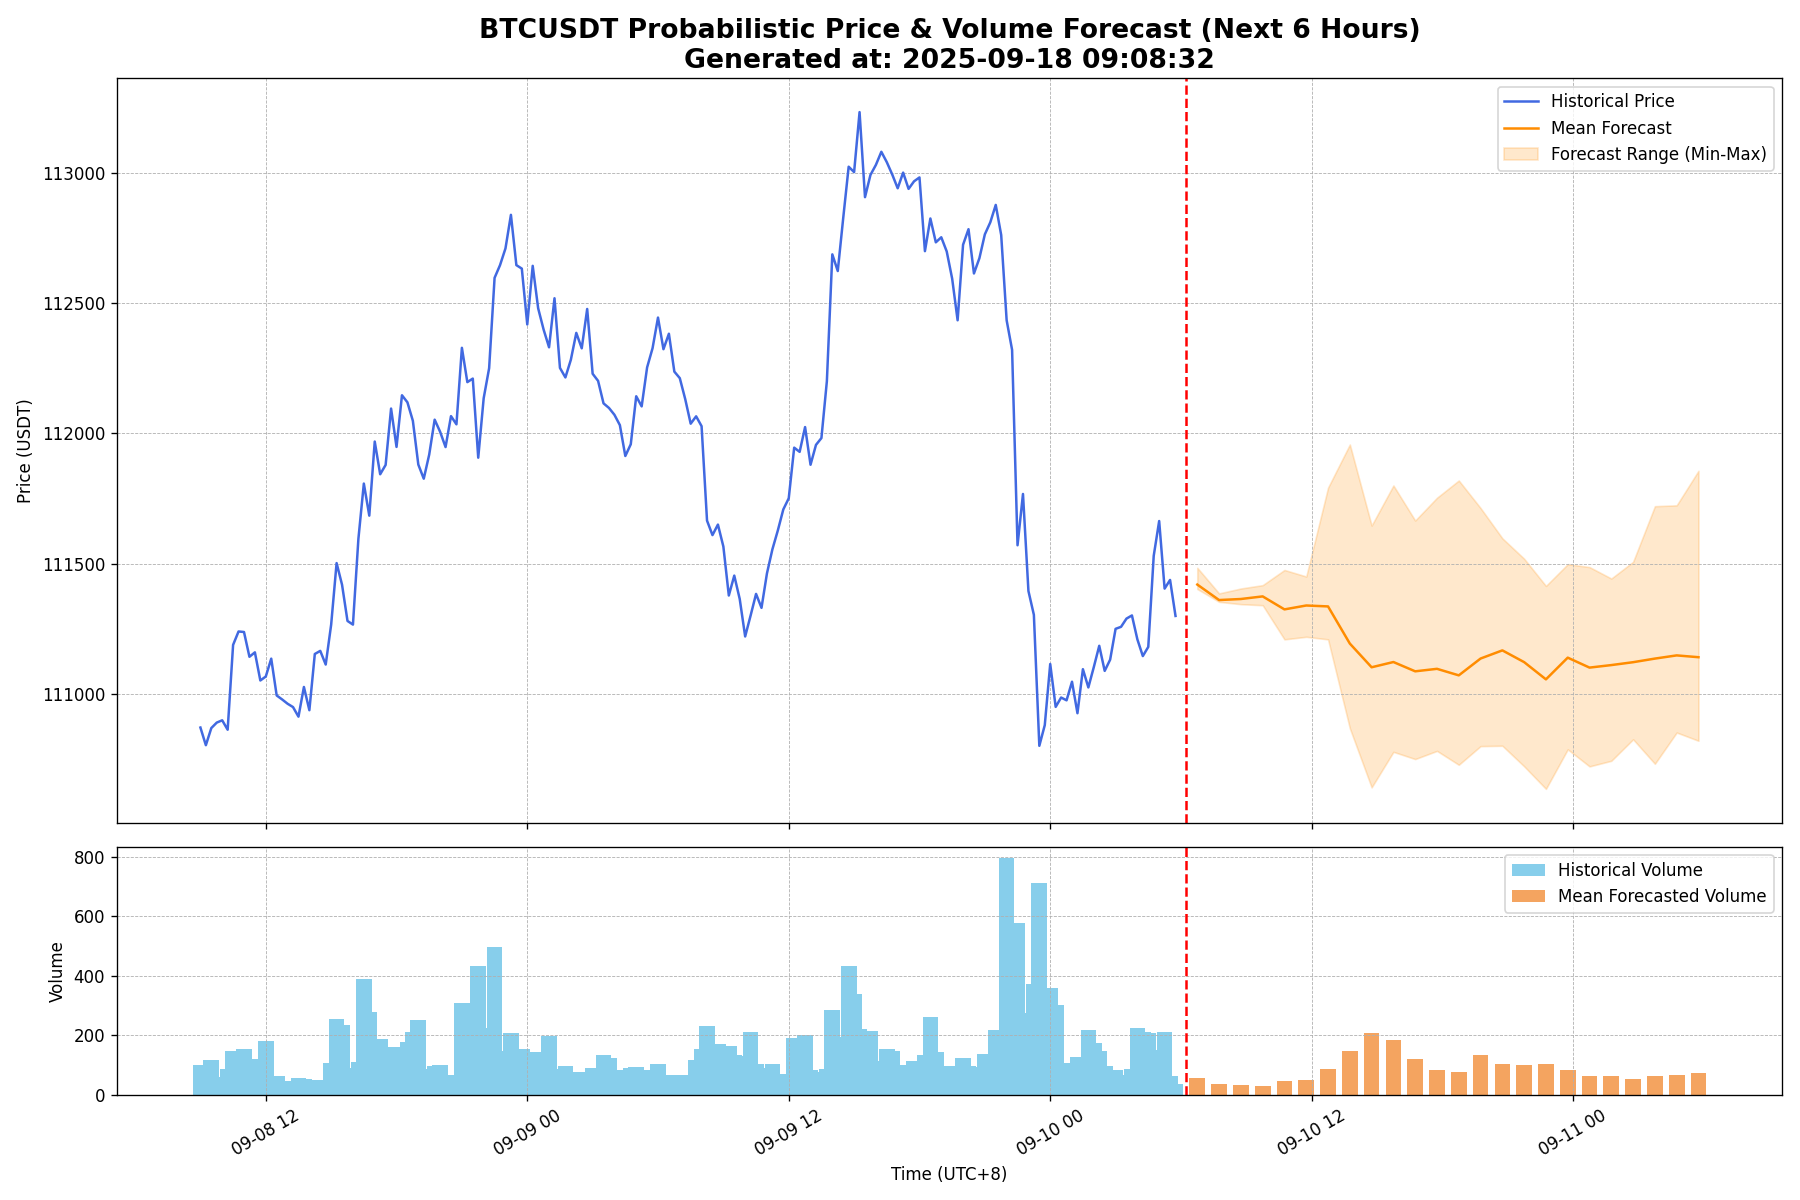 BTCUSDT Probabilistic Price & Volume Forecast (Next 6 Hours)
Generated at: 2025-09-18 09:08:32
Historical Price
Mean Forecast
Forecast Range (Min-Max)
Price (USDT)
113000
112500
112000
111500
111000
Historical Volume
Mean Forecasted Volume
Volume
800
600
400
200
0
09-08 12
09-09 00
09-09 12
09-10 00
09-10 12
09-11 00
Time (UTC+8)